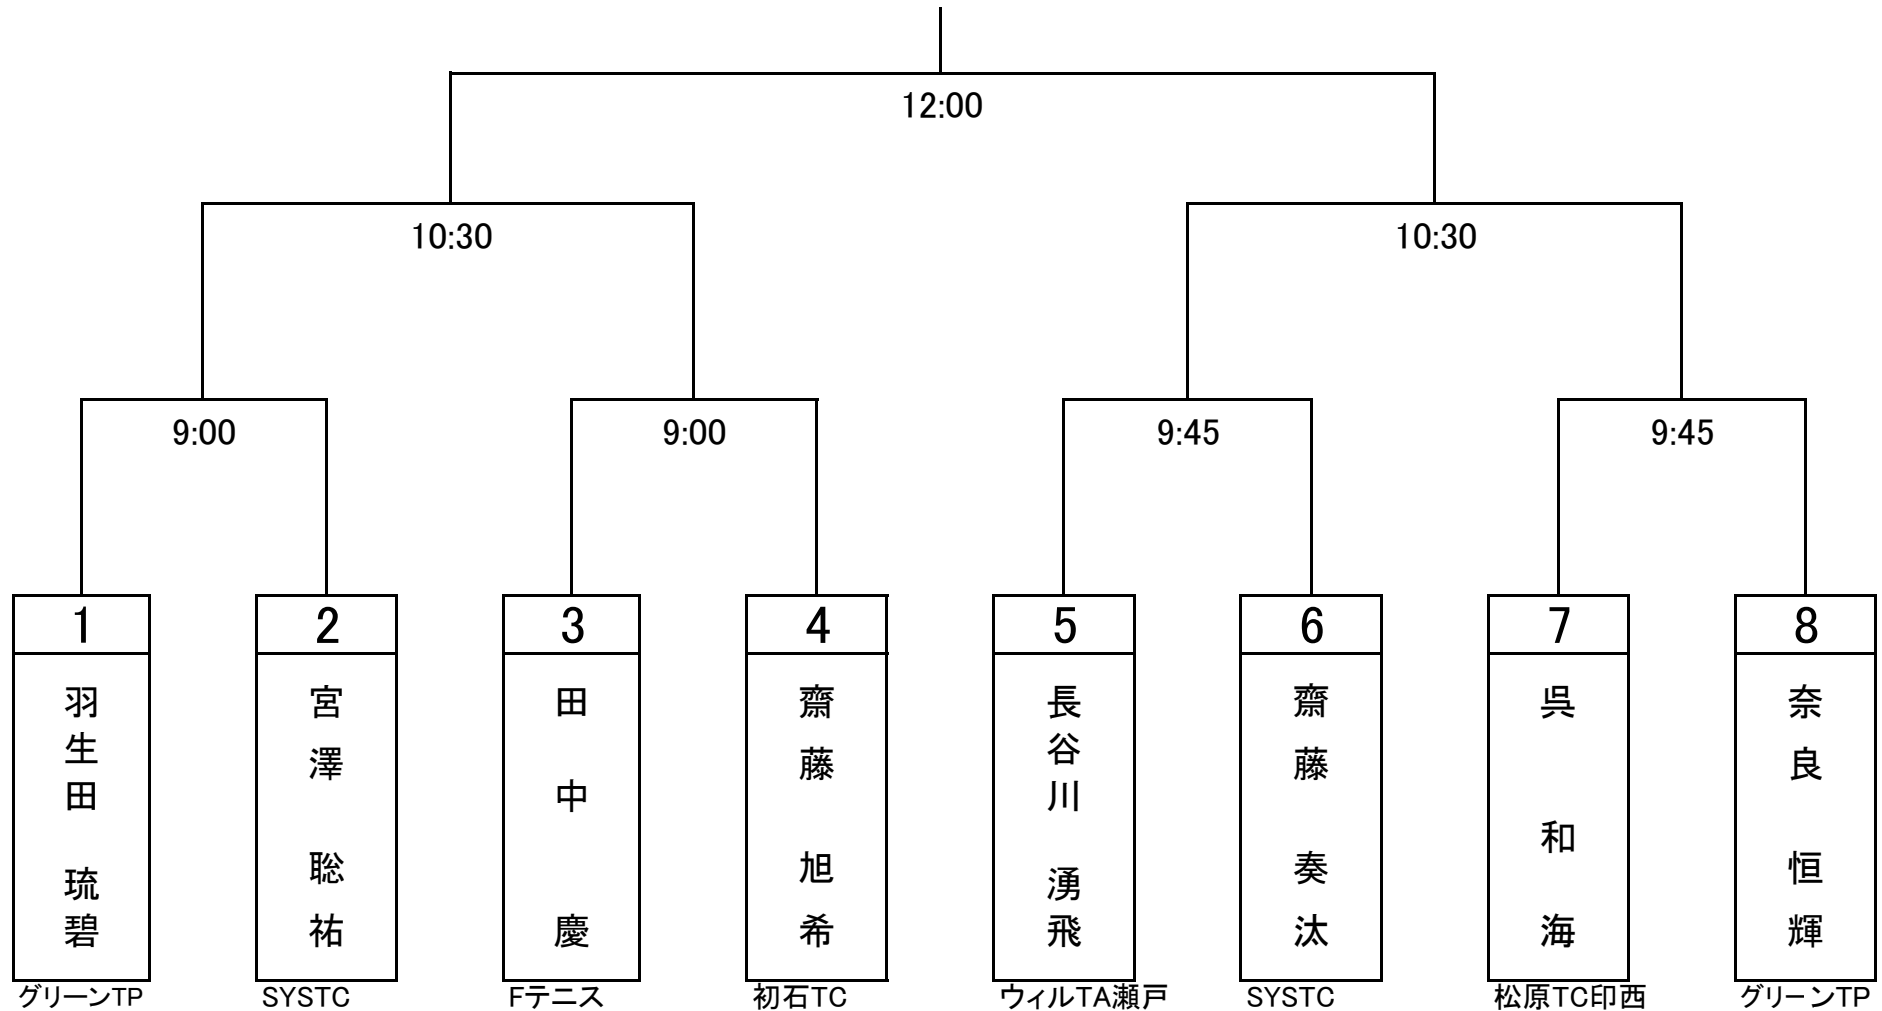 12:00
10:30
10:30
9:00
9:00
9:45
9:45
1
2
3
4
5
6
7
8
羽生田 琉碧
宮澤 聡祐
田中 慶
齋藤 旭希
長谷川 湧飛
齋藤 奏汰
呉 和海
奈良 恒輝
グリーンTP
SYSTC
Fテニス
初石TC
ウィルTA瀬戸
SYSTC
松原TC印西
グリーンTP